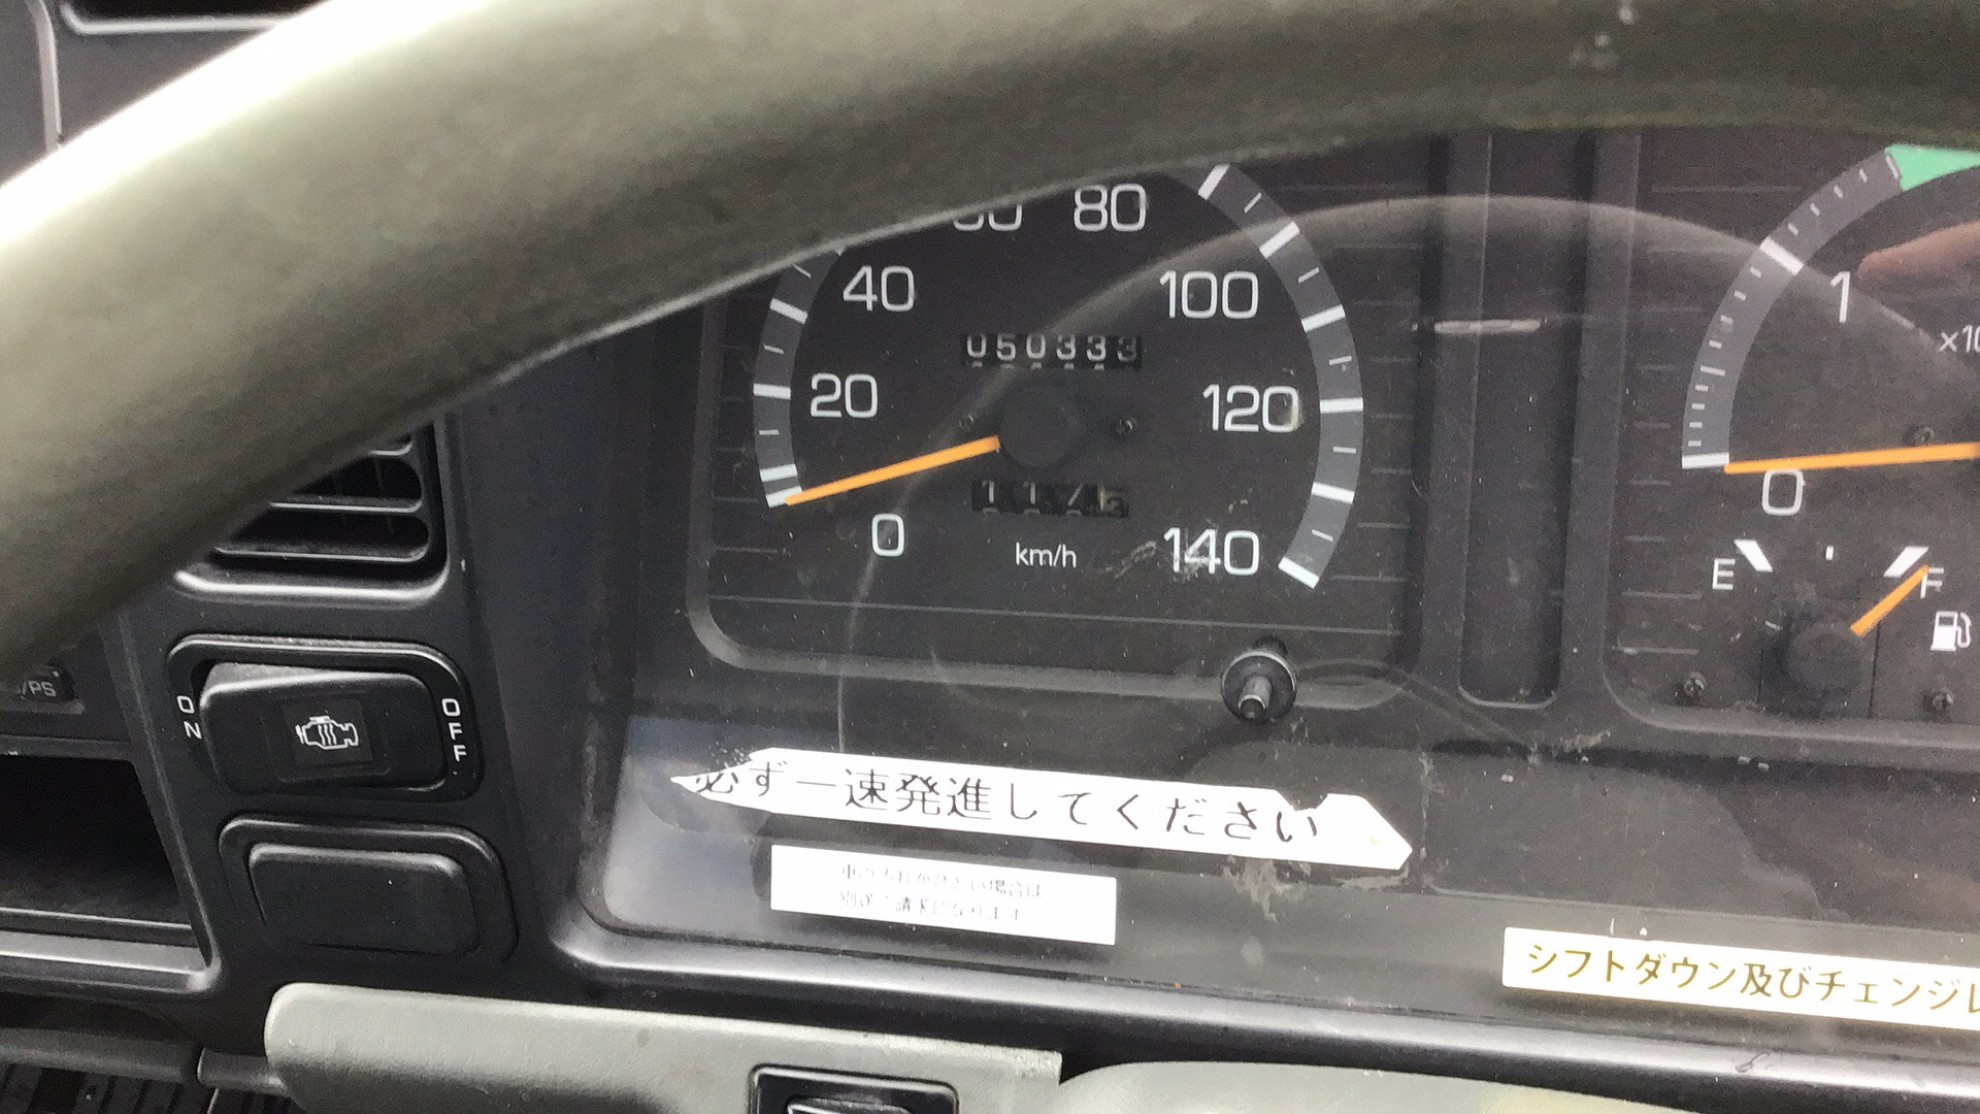 80
40
100
050333
20
120
0
km/h
140
1
0
E
F
/PS
ON
OFF
必ず一速発進してください
シフトダウン及びチェンジレ